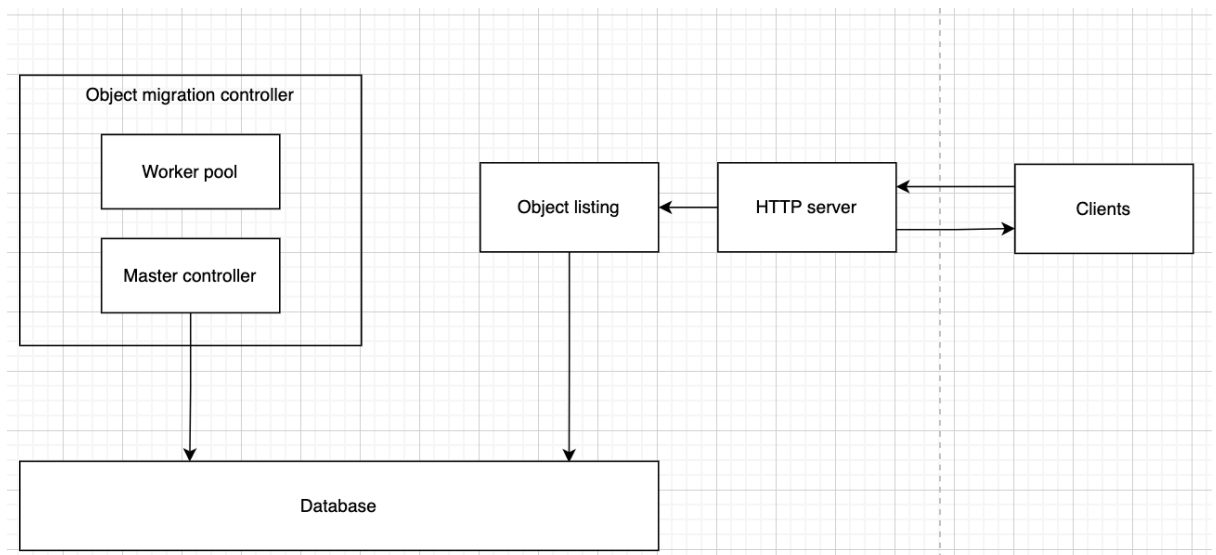 Object migration controller
Worker pool
Master controller
Object listing
HTTP server
Clients
Database